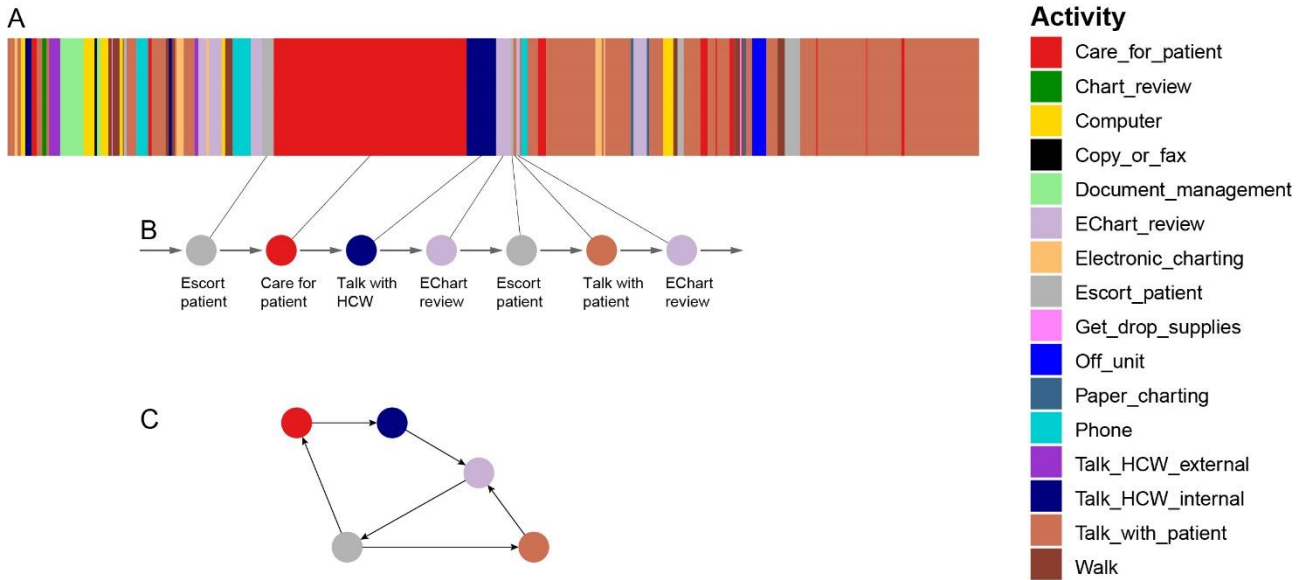 A
B
Escort
patient
Care for
patient
Talk with
HCW
EChart
review
Escort
patient
Talk with
patient
EChart
review
C
Activity
Care_for_patient
Chart_review
Computer
Copy_or_fax
Document_management
EChart_review
Electronic_charting
Escort_patient
Get_drop_supplies
Off_unit
Paper_charting
Phone
Talk_HCW_external
Talk_HCW_internal
Talk_with_patient
Walk